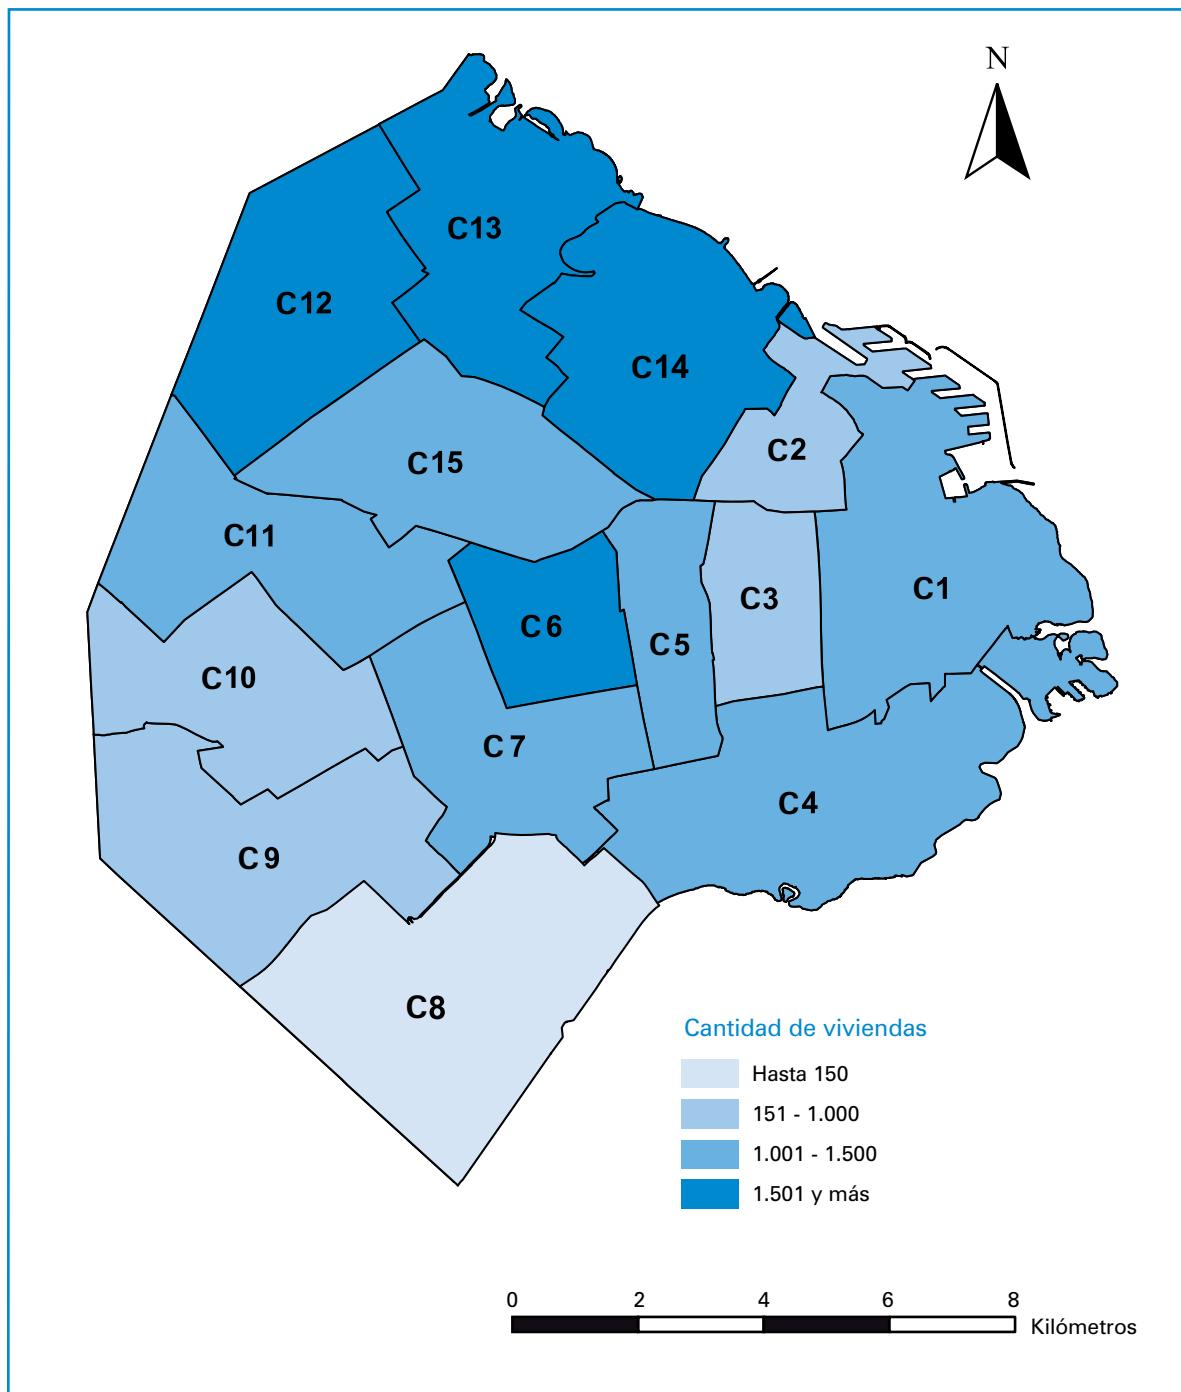 N
C13
C12
C14
C2
C15
C11
C1
C3
C6
C5
C10
C7
C4
C9
C8
Cantidad de viviendas
Hasta 150
151 - 1.000
1.001 - 1.500
1.501 y más
0 2 4 6 8
Kilómetros